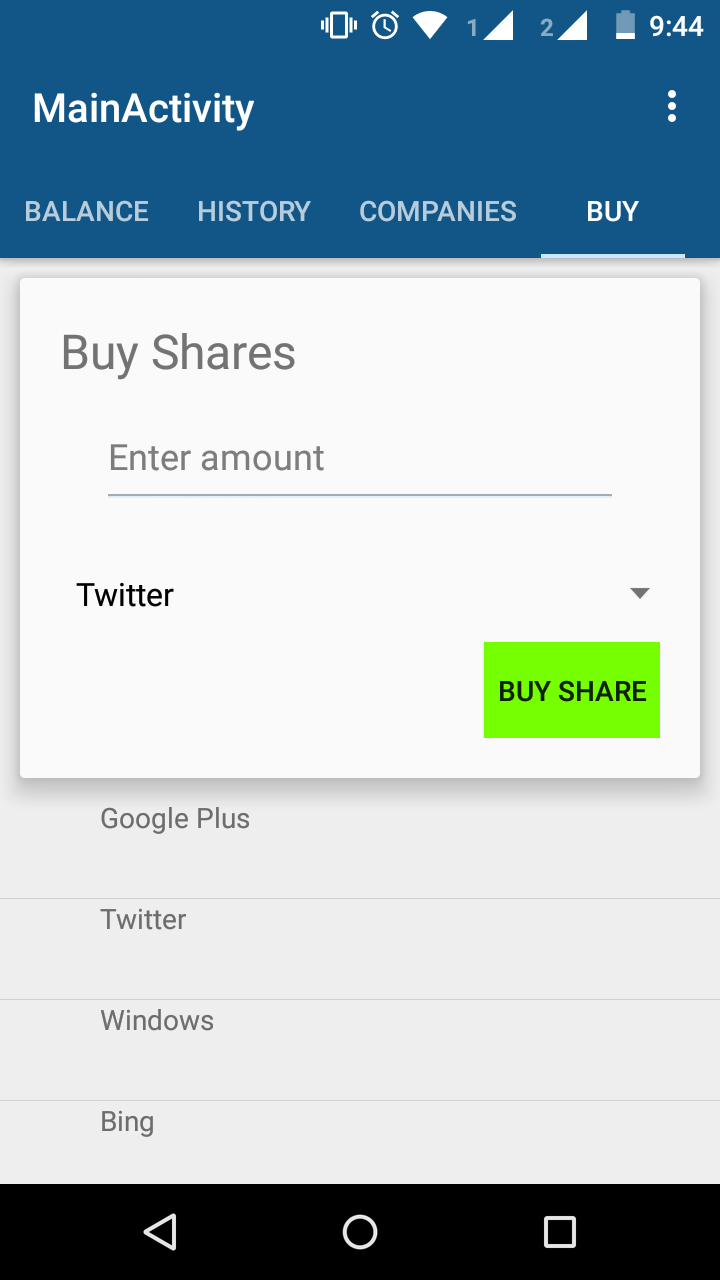 1 2 9:44
MainActivity
BALANCE HISTORY COMPANIES BUY
Buy Shares
Enter amount
Twitter
BUY SHARE
Google Plus
Twitter
Windows
Bing